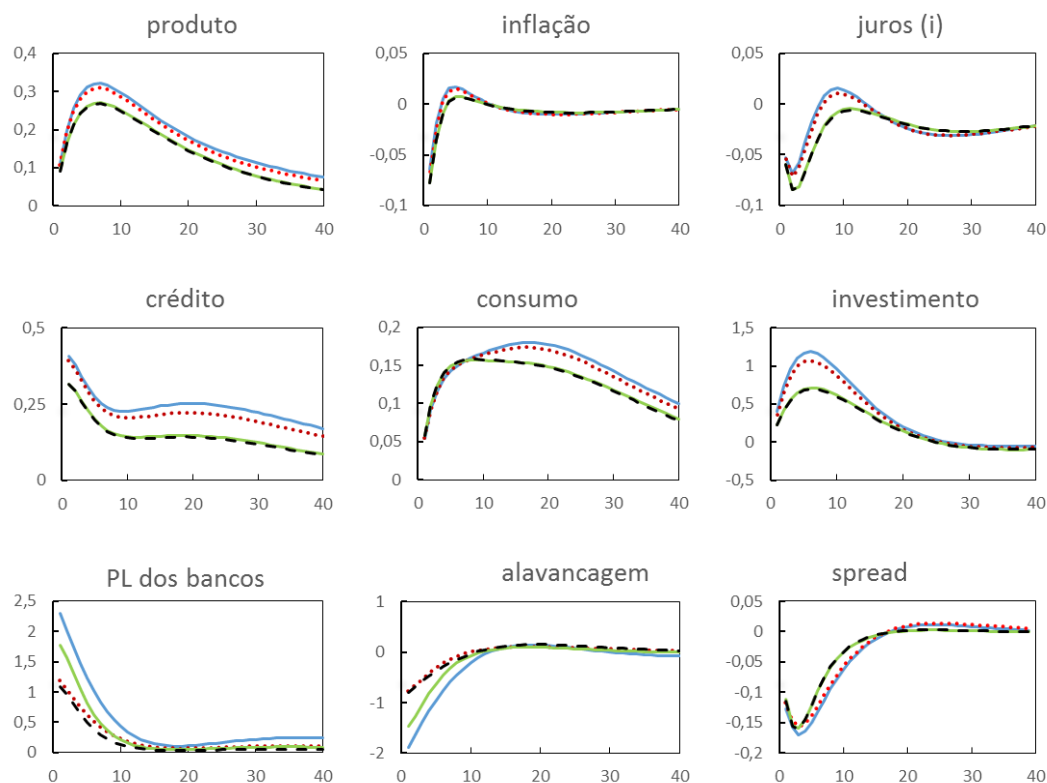 produto inflação juros (i)
0,4 0,05 0,05
0,3 0 0
0,2
0,1 -0,05 -0,05
0 -0,1 -0,1
0 10 20 30 40 0 10 20 30 40 0 10 20 30 40
crédito consumo investimento
0,5 0,2 1,5
0,15 1
0,25 0,1 0,5
0,05 0
0 0 -0,5
0 10 20 30 40 0 10 20 30 40 0 10 20 30 40
PL dos bancos alavancagem spread
2,5 1 0,05
2 0
1,5 0 -0,05
1 -1 -0,1
0,5 -0,15
0 -2 -0,2
0 10 20 30 40 0 10 20 30 40 0 10 20 30 40